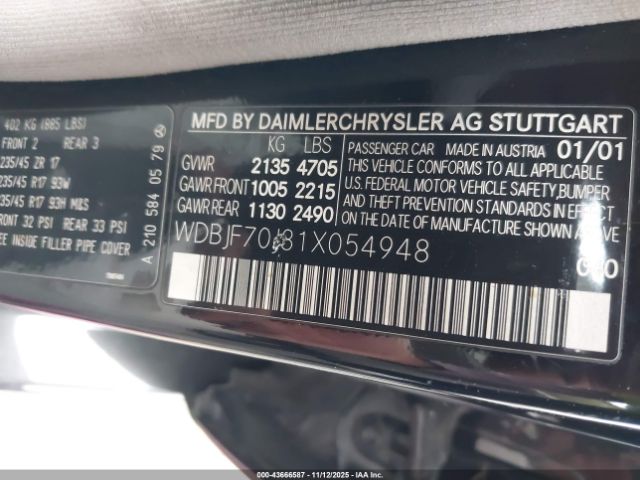 402 KG (885 LBS)
FRONT 2 REAR 3
235/45 ZR 17
235/45 R17 93W
235/45 R17 93H M&S
FRONT 32 PSI REAR 33 PSI
SEE INSIDE FILLER PIPE COVER
A 210 584 05 79
MFD BY DAIMLERCHRYSLER AG STUTTGART
KG LBS
GVWR 2135 4705
GAWR FRONT 1005 2215
GAWR REAR 1130 2490
PASSENGER CAR MADE IN AUSTRIA 01/01
THIS VEHICLE CONFORMS TO ALL APPLICABLE
U.S. FEDERAL MOTOR VEHICLE SAFETY, BUMPER
AND THEFT PREVENTION STANDARDS IN EFFECT
ON THE DATE OF MANUFACTURE SHOWN ABOVE
000-43666587 - 11/12/2025 - IAAI.COM